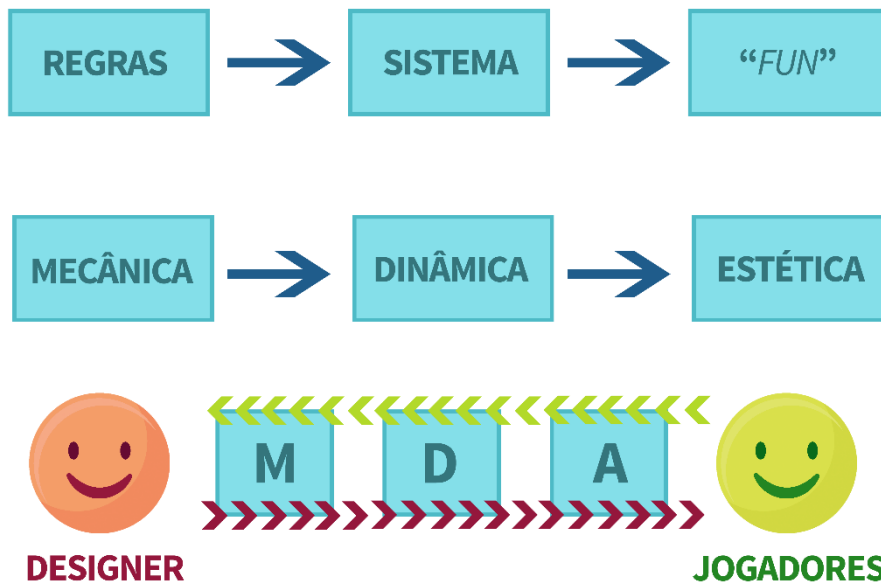 REGRAS SISTEMA “FUN”
MECÂNICA DINÂMICA ESTÉTICA
M D A
DESIGNER JOGADORES